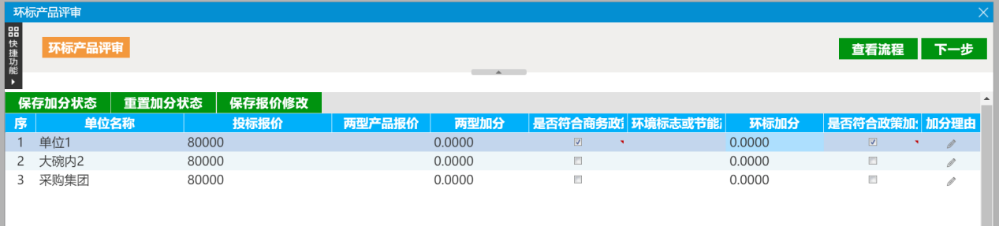 环标产品评审
快捷功能
环标产品评审
查看流程 下一步
保存加分状态 重置加分状态 保存报价修改
序 单位名称 投标报价 两型产品报价 两型加分 是否符合商务政 环境标志或节能 环标加分 是否符合政策加 加分理由
1 单位1 80000 0.0000 0.0000
2 大碗内2 80000 0.0000 0.0000
3 采购集团 80000 0.0000 0.0000